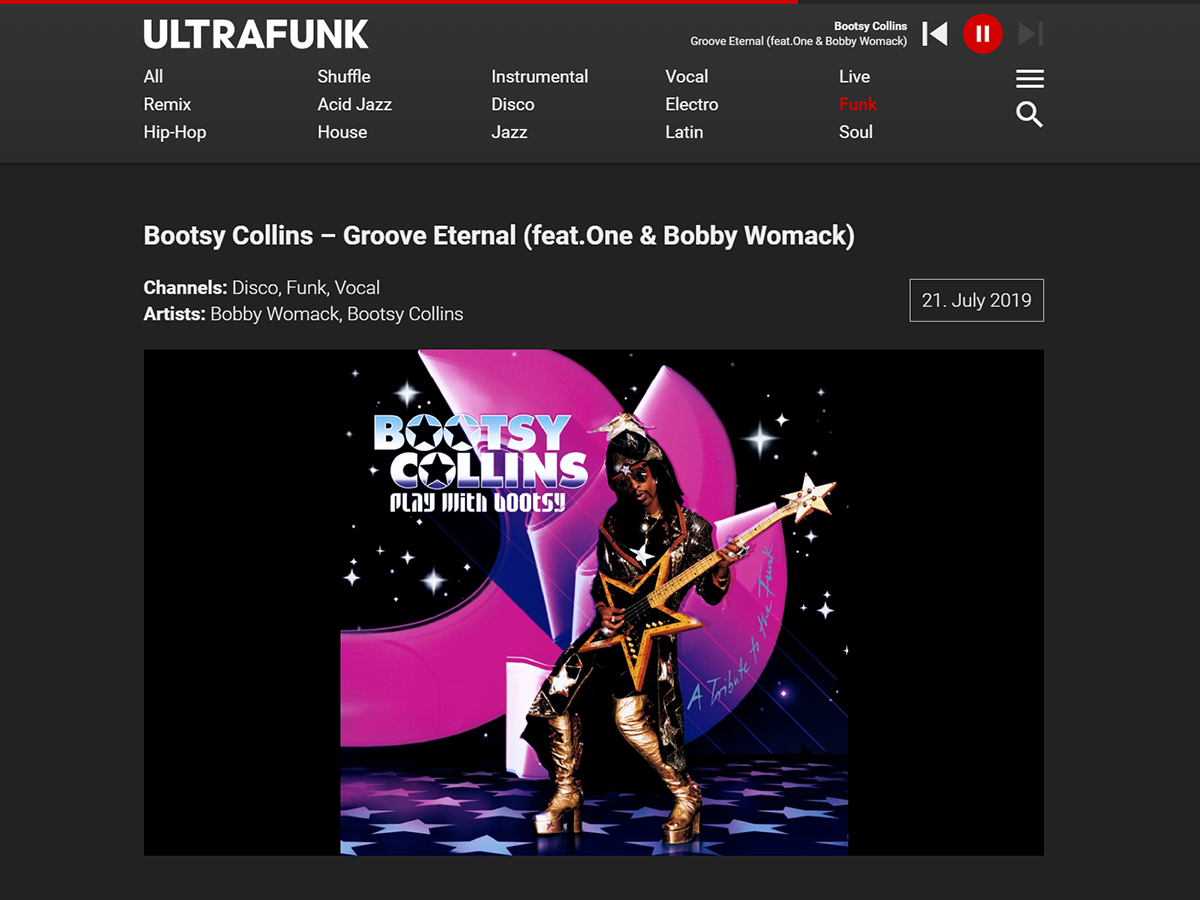 ULTRAFUNK
Bootsy Collins
Groove Eternal (feat.One & Bobby Womack)
All Shuffle Instrumental Vocal Live
Remix Acid Jazz Disco Electro Funk
Hip-Hop House Jazz Latin Soul
Bootsy Collins – Groove Eternal (feat.One & Bobby Womack)
Channels: Disco, Funk, Vocal
Artists: Bobby Womack, Bootsy Collins
21. July 2019
BOOTSY
COLLINS
PLAY With bootsy
A Tribute to the Funk